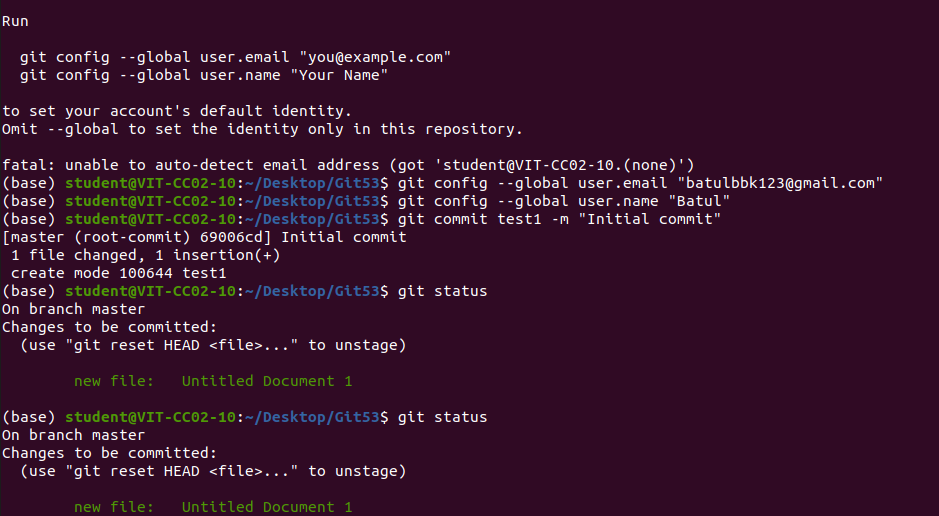 Run
git config --global user.email "you@example.com"
git config --global user.name "Your Name"
to set your account's default identity.
Omit --global to set the identity only in this repository.
fatal: unable to auto-detect email address (got 'student@VIT-CC02-10.(none)')
(base) student@VIT-CC02-10:~/Desktop/Git53$ git config --global user.email "batulbbk123@gmail.com"
(base) student@VIT-CC02-10:~/Desktop/Git53$ git config --global user.name "Batul"
(base) student@VIT-CC02-10:~/Desktop/Git53$ git commit test1 -m "Initial commit"
[master (root-commit) 69006cd] Initial commit
1 file changed, 1 insertion(+)
create mode 100644 test1
(base) student@VIT-CC02-10:~/Desktop/Git53$ git status
On branch master
Changes to be committed:
(use "git reset HEAD <file>..." to unstage)
new file:   Untitled Document 1
(base) student@VIT-CC02-10:~/Desktop/Git53$ git status
On branch master
Changes to be committed:
(use "git reset HEAD <file>..." to unstage)
new file:   Untitled Document 1